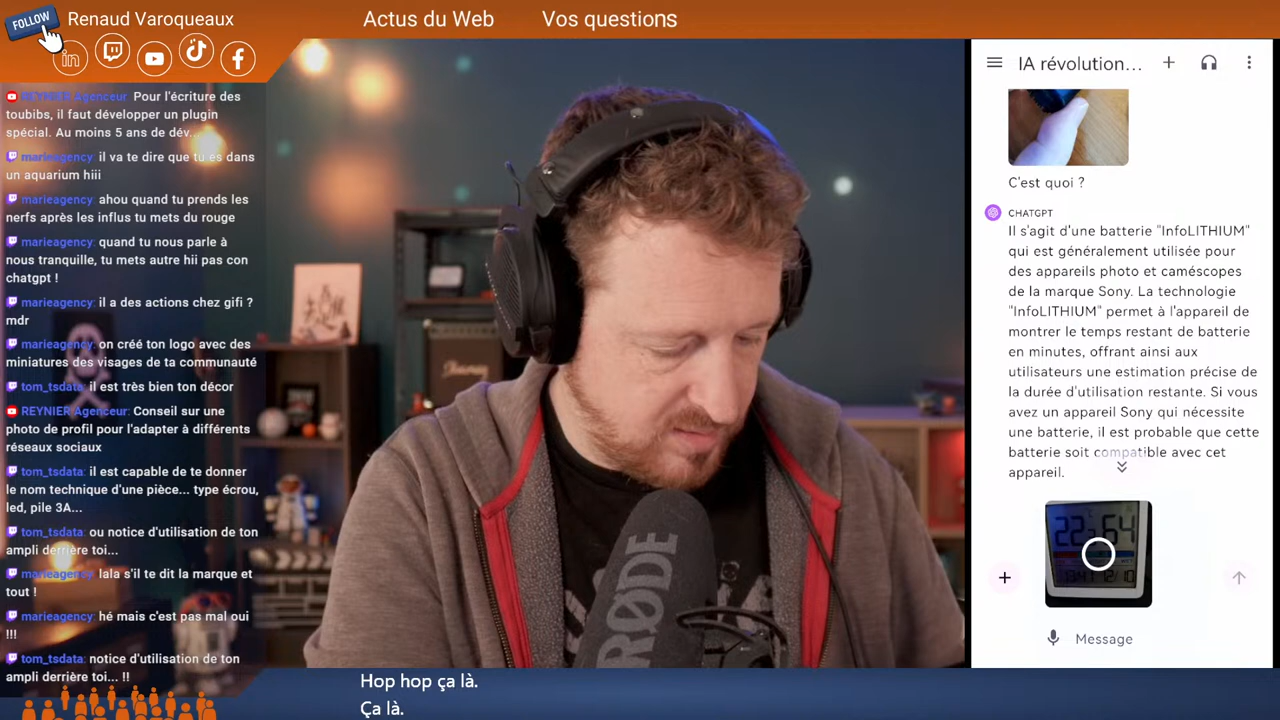 FOLLOW
Renaud Varoqueaux
Actus du Web
Vos questions
REYNIER Agenceur Pour l'écriture des
toubibs, il faut développer un plugin
spécial. Au moins 5 ans de dév.
marieagency: il va te dire que tu es dans
un aquarium hiii
marieagency: ahou quand tu prends les
nerfs après les influs tu mets du rouge
marieagency: quand tu nous parle à
nous tranquille, tu mets autre hii pas con
chatgpt !
marieagency: il a des actions chez gifi ?
mdr
marieagency: on créé ton logo avec des
miniatures des visages de ta communauté
tom_tsdata: il est très bien ton décor
REYNIER Agenceur: Conseil sur une
photo de profil pour l'adapter à différents
réseaux sociaux
tom_tsdata: il est capable de te donner
le nom technique d'une pièce... type écrou,
led, pile 3A...
tom_tsdata: ou notice d'utilisation de ton
ampli derrière toi...
marieagency: lala s'il te dit la marque et
tout !
marieagency: hé mais c'est pas mal oui
!!!
tom_tsdata: notice d'utilisation de ton
ampli derrière toi... !!
RØDE
IA révolution...
C'est quoi ?
CHATGPT
Il s'agit d'une batterie "InfoLITHIUM"
qui est généralement utilisée pour
des appareils photo et caméscopes
de la marque Sony. La technologie
"InfoLITHIUM" permet à l'appareil de
montrer le temps restant de batterie
en minutes, offrant ainsi aux
utilisateurs une estimation précise de
la durée d'utilisation restante. Si vous
avez un appareil Sony qui nécessite
une batterie, il est probable que cette
batterie soit compatible avec cet
appareil.
Message
Hop hop ça là.
Ça là.